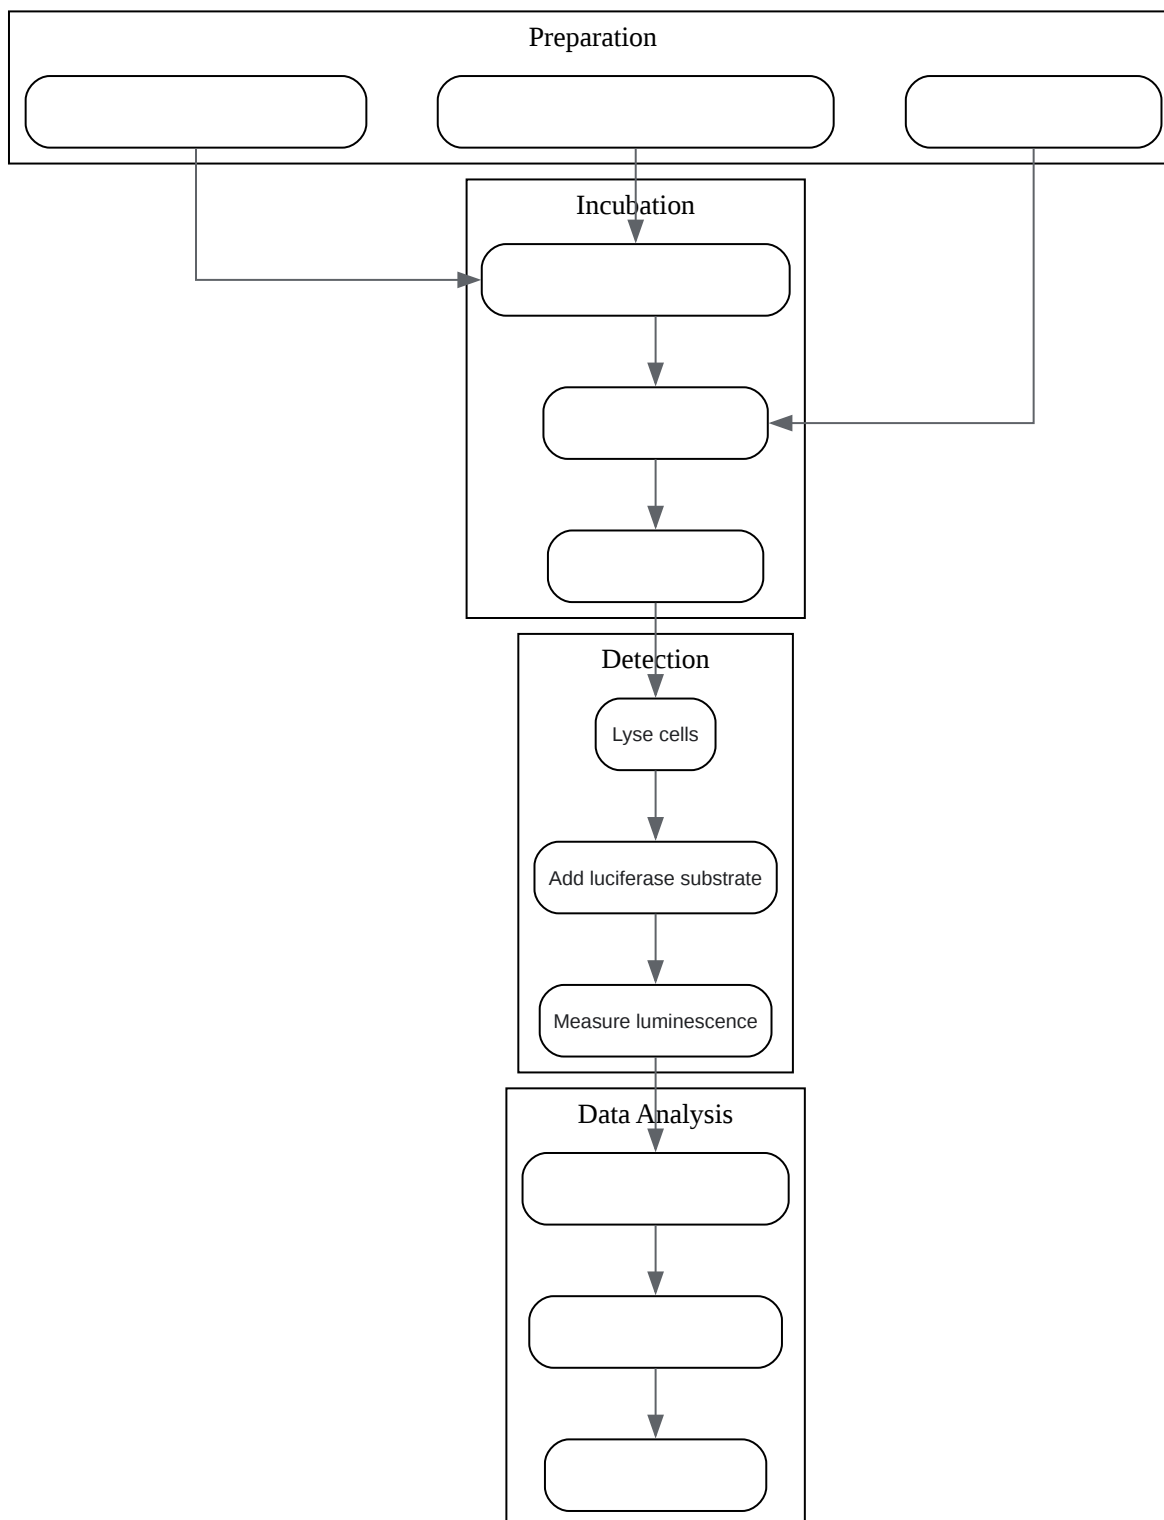 Preparation
Incubation
Detection
Lyse cells
Add luciferase substrate
Measure luminescence
Data Analysis